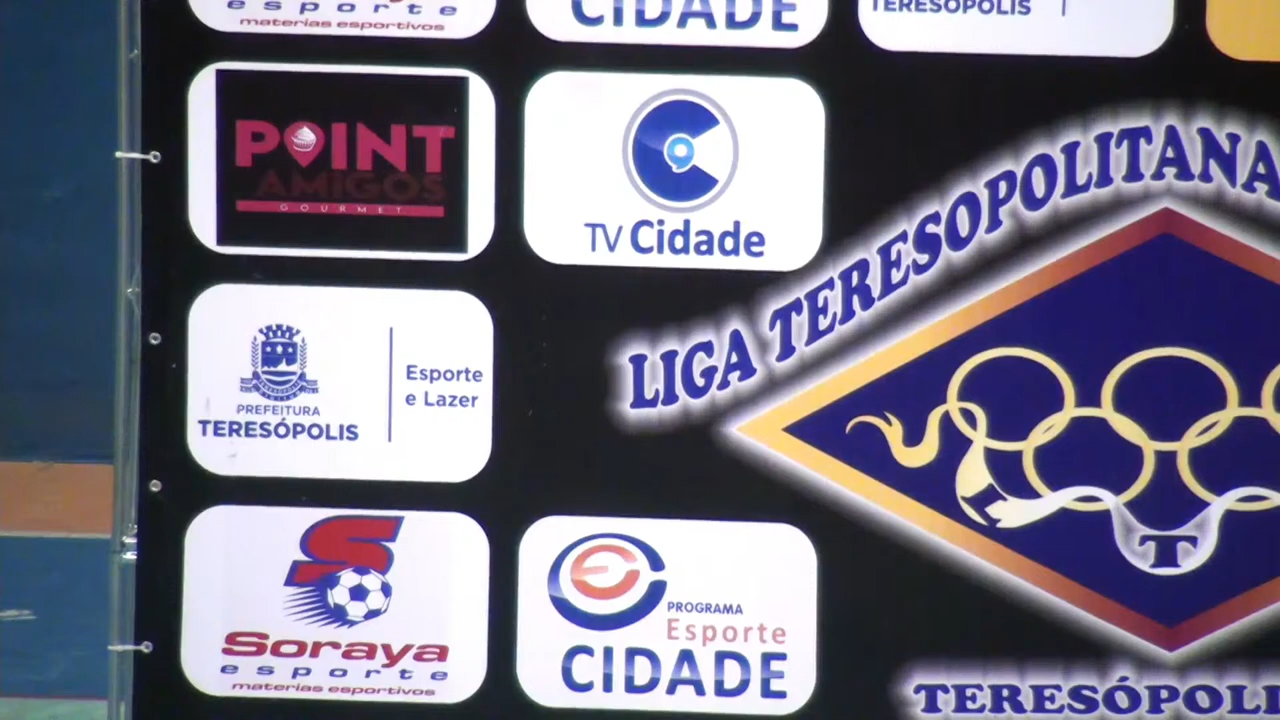 esporte
materias esportivos
CIDADE
TERESÓPOLIS
POINT
AMIGOS
GOURMET
TV Cidade
LIGA TERESOPOLITANA
PREFEITURA
TERESÓPOLIS
Esporte
e Lazer
T
S
Soraya
esporte
materias esportivos
PROGRAMA
Esporte
CIDADE
TERESÓPOLI